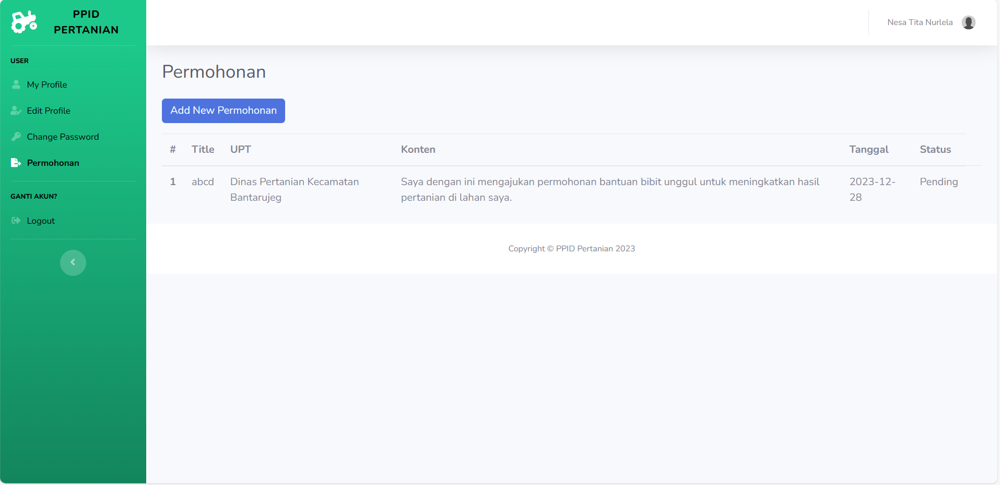 PPID
PERTANIAN
Nesa Tita Nurlela
USER
My Profile
Edit Profile
Change Password
Permohonan
GANTI AKUN?
Logout
Permohonan
Add New Permohonan
# Title UPT Konten Tanggal Status
1 abcd Dinas Pertanian Kecamatan Saya dengan ini mengajukan permohonan bantuan bibit unggul untuk meningkatkan hasil 2023-12- Pending
Bantarujeg pertanian di lahan saya. 28
Copyright © PPID Pertanian 2023